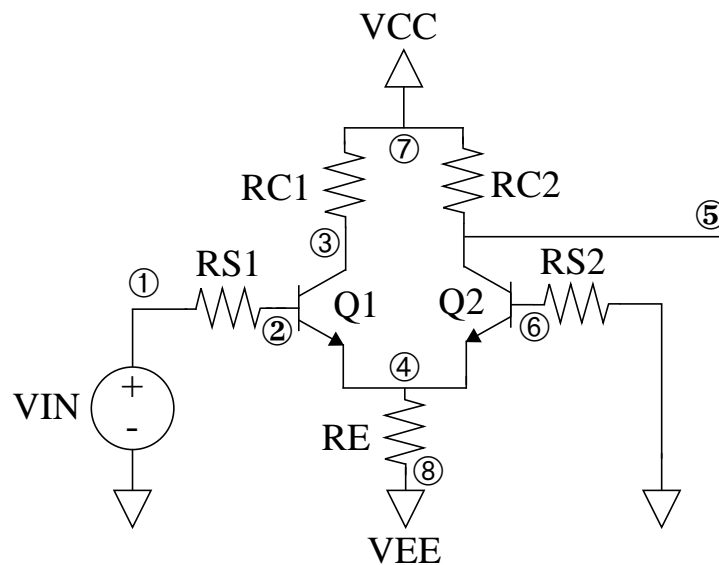 VCC
⑦
RC1
RC2
③
⑤
①
RS1
RS2
②
Q1
Q2
⑥
④
VIN
+
-
RE
⑧
VEE